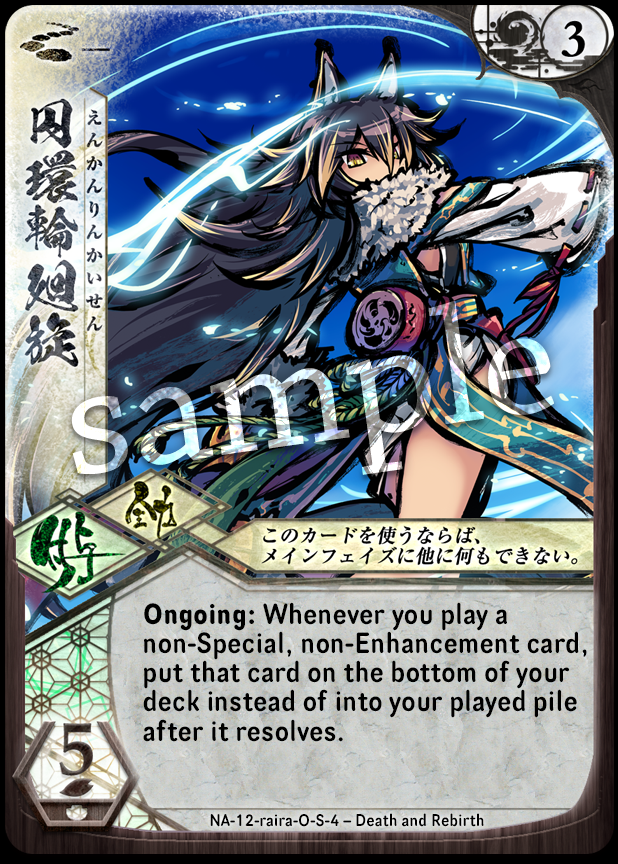 3
円環輪廻旋
えんかんりんかいせん
sample
全力
付与
このカードを使うならば、
メインフェイズに他に何もできない。
Ongoing: Whenever you play a
non-Special, non-Enhancement card,
put that card on the bottom of your
deck instead of into your played pile
after it resolves.
5
NA-12-raira-O-S-4 – Death and Rebirth